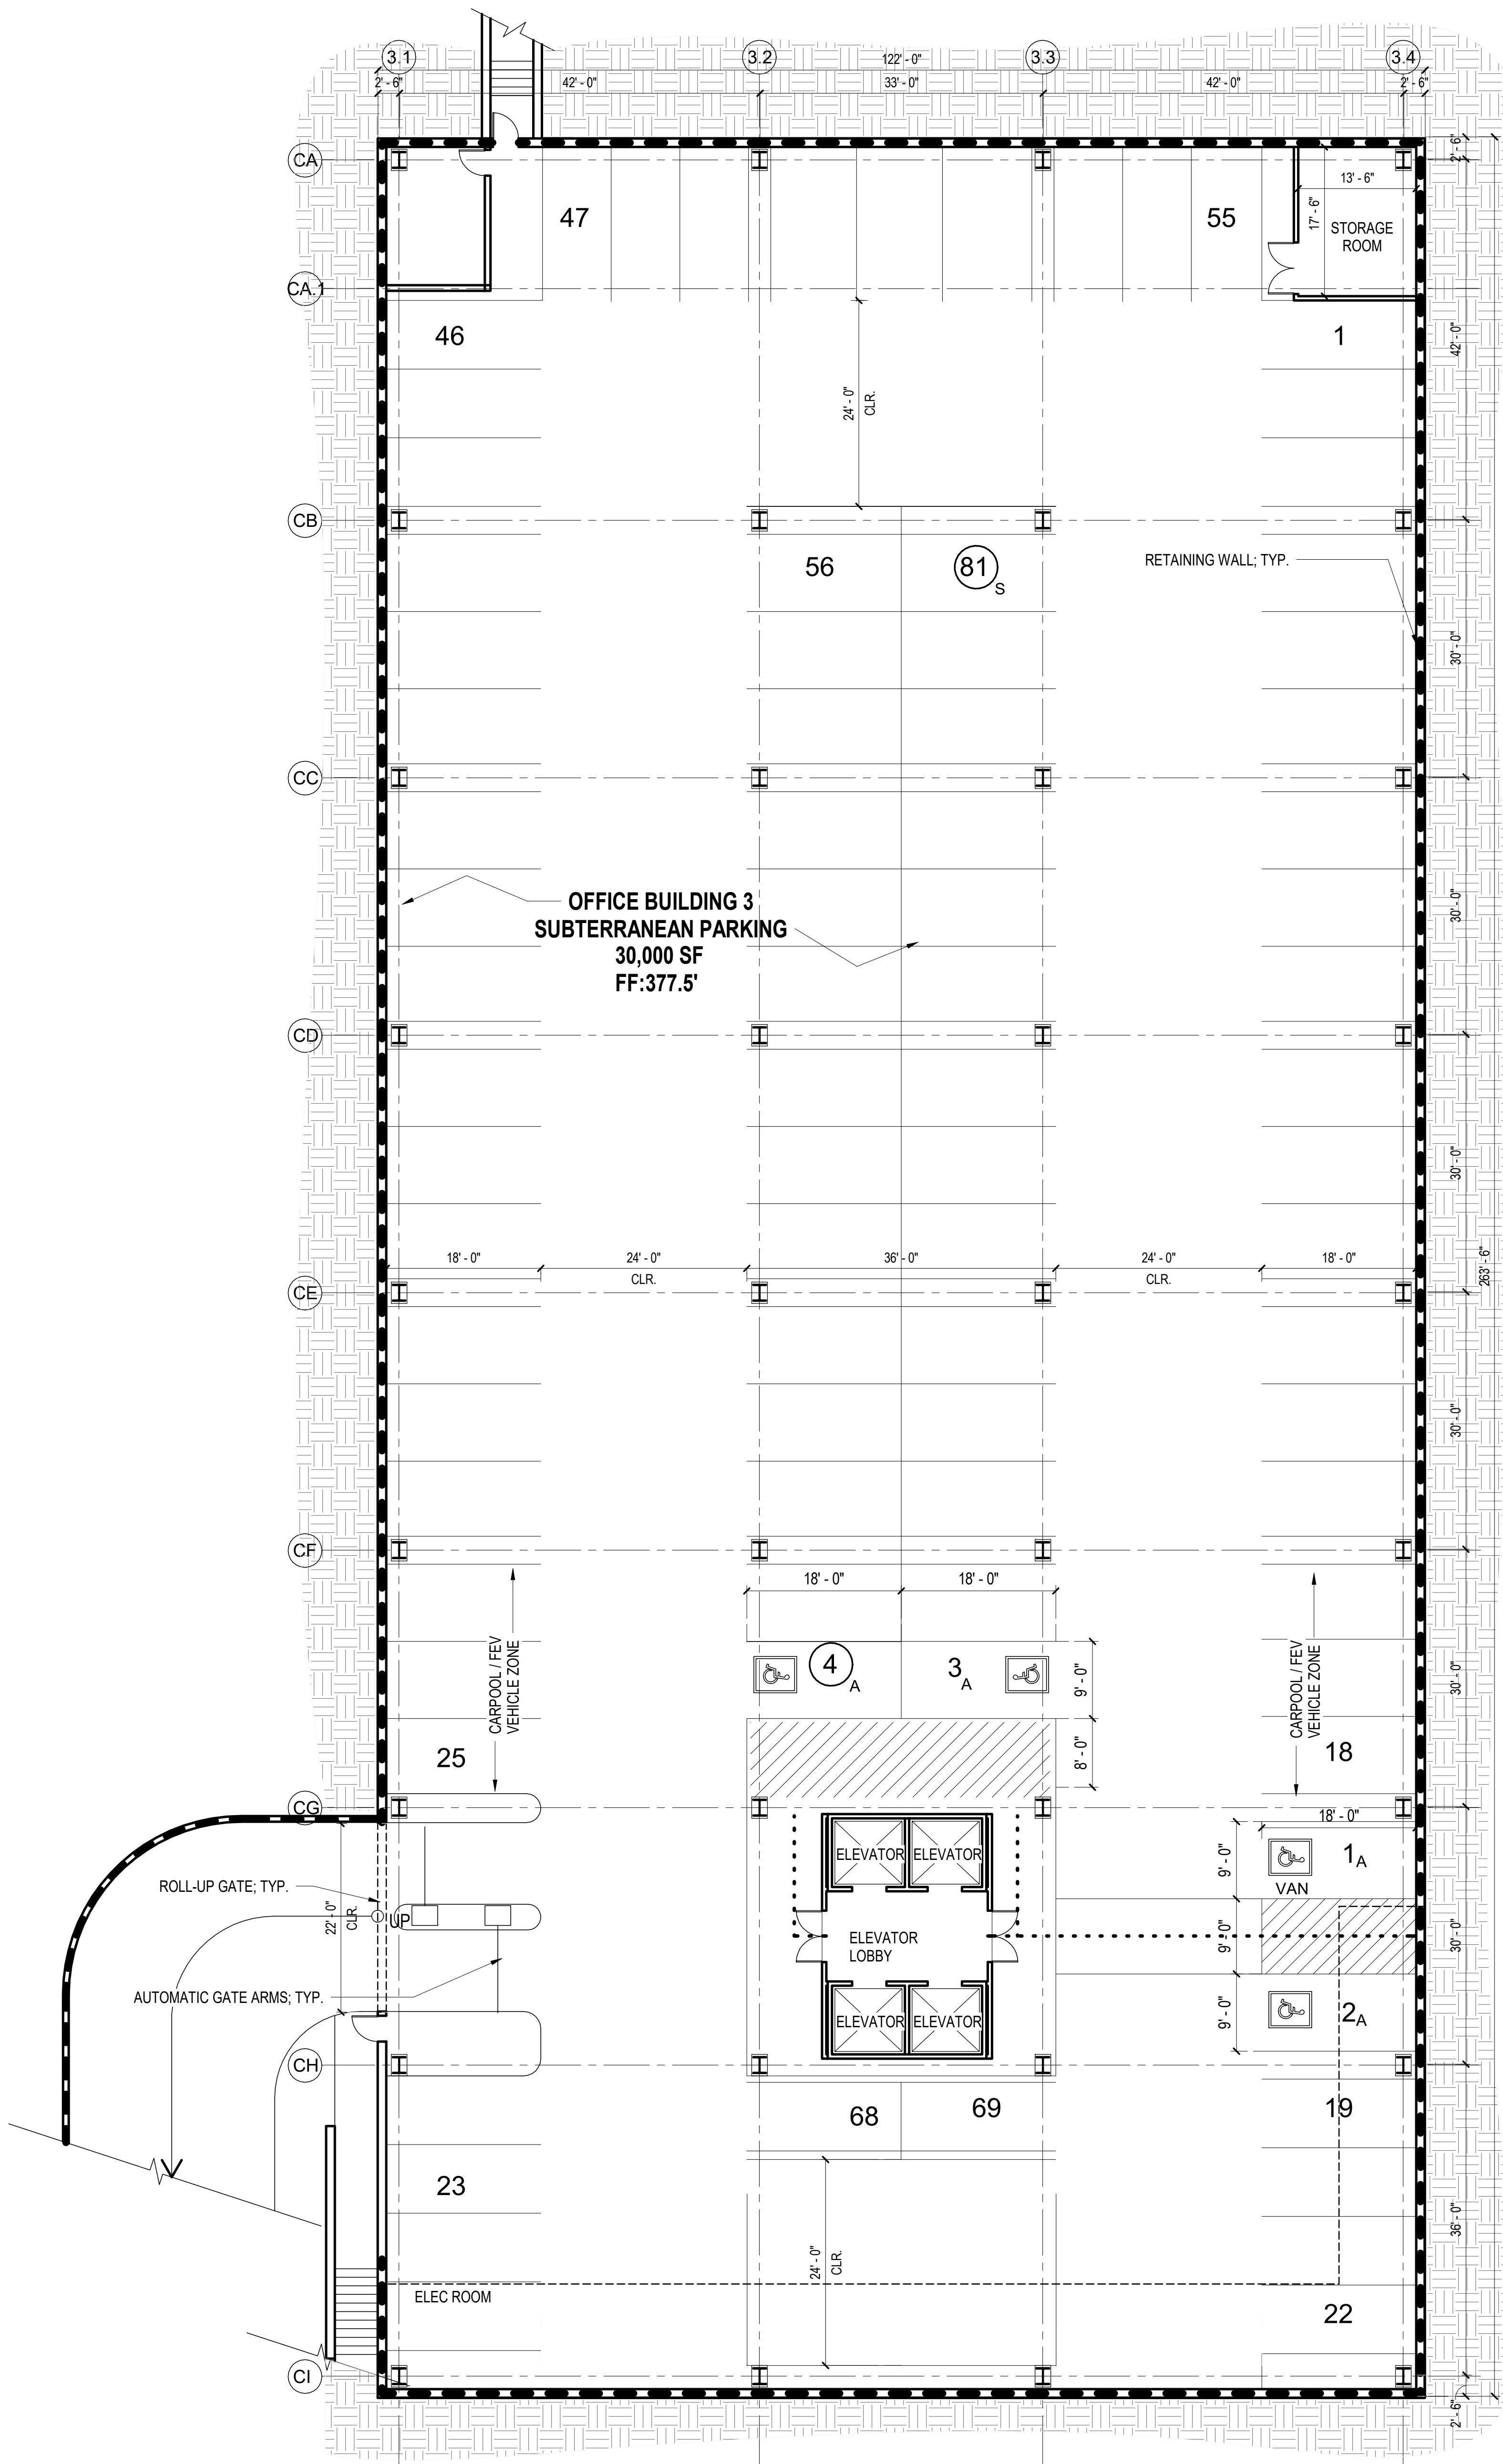 3.1
3.2
3.3
3.4
122' - 0"
2' - 6"
42' - 0"
33' - 0"
42' - 0"
2' - 6"
CA
2' - 6"
47
55
13' - 6"
17' - 6"
STORAGE
ROOM
CA.1
46
1
42' - 0"
24' - 0"
CLR.
CB
56
81
S
RETAINING WALL; TYP.
30' - 0"
CC
30' - 0"
OFFICE BUILDING 3
SUBTERRANEAN PARKING
30,000 SF
FF:377.5'
CD
30' - 0"
18' - 0"
24' - 0"
CLR.
36' - 0"
24' - 0"
CLR.
18' - 0"
263' - 6"
CE
30' - 0"
CF
18' - 0"
18' - 0"
CARPOOL / FEV
VEHICLE ZONE
4
A
3
A
9' - 0"
8' - 0"
CARPOOL / FEV
VEHICLE ZONE
30' - 0"
25
18
CG
18' - 0"
ELEVATOR
ELEVATOR
9' - 0"
1
A
VAN
ROLL-UP GATE; TYP.
22' - 0"
CLR.
UP
ELEVATOR
LOBBY
9' - 0"
30' - 0"
AUTOMATIC GATE ARMS; TYP.
ELEVATOR
ELEVATOR
9' - 0"
2
A
CH
68
69
19
23
24' - 0"
CLR.
36' - 0"
ELEC ROOM
22
CI
2' - 6"